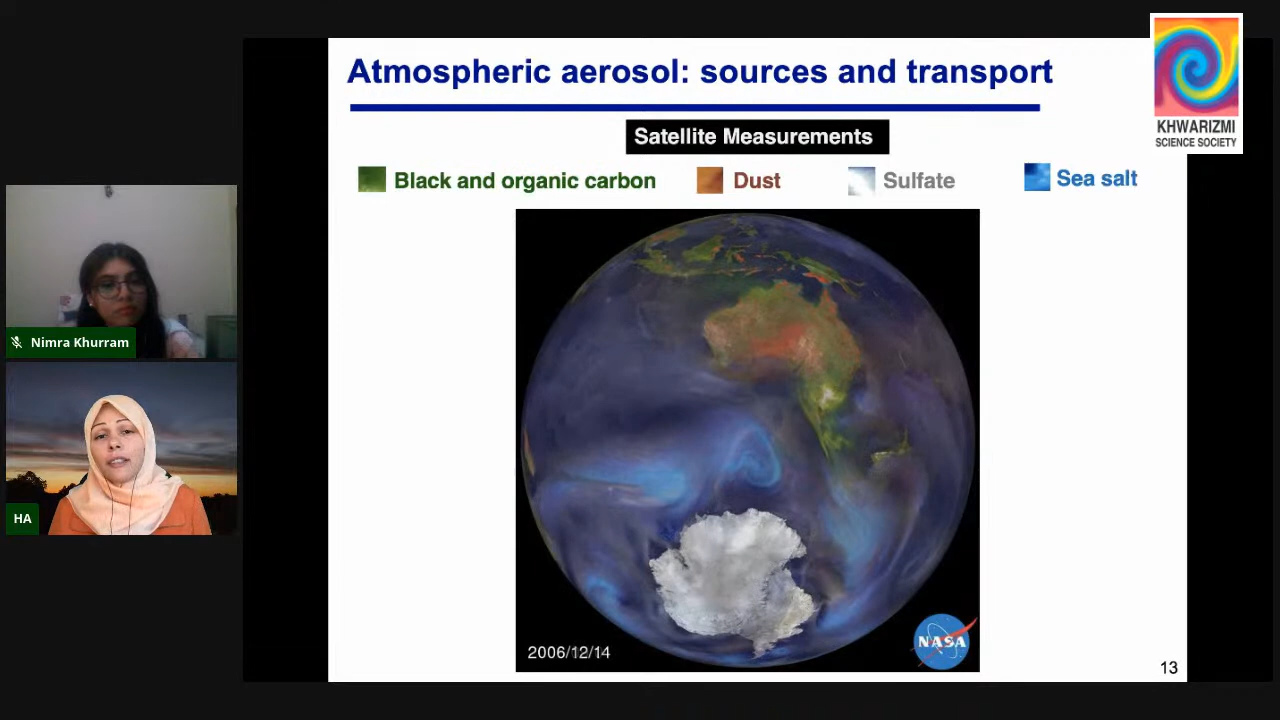 Atmospheric aerosol: sources and transport
KHWARIZMI
SCIENCE SOCIETY
Satellite Measurements
Black and organic carbon
Dust
Sulfate
Sea salt
Nimra Khurram
HA
2006/12/14
NASA
13